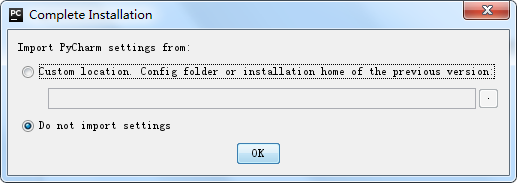 PC Complete Installation
Import PyCharm settings from:
Custom location. Config folder or installation home of the previous version:
.
Do not import settings
OK